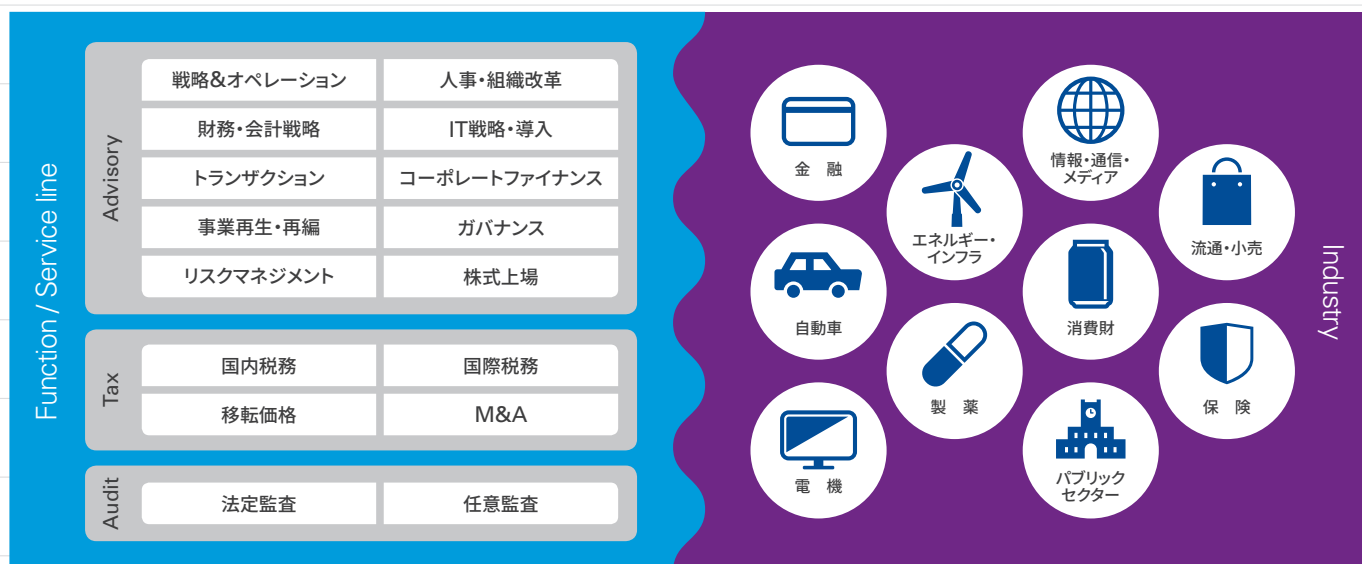 Function / Service line
Advisory
戦略&オペレーション
人事・組織改革
財務・会計戦略
IT戦略・導入
トランザクション
コーポレートファイナンス
事業再生・再編
ガバナンス
リスクマネジメント
株式上場
Tax
国内税務
国際税務
移転価格
M&A
Audit
法定監査
任意監査
金 融
エネルギー・
インフラ
情報・通信・
メディア
流通・小売
自動車
製 薬
消費財
保 険
電 機
パブリック
セクター
Industry